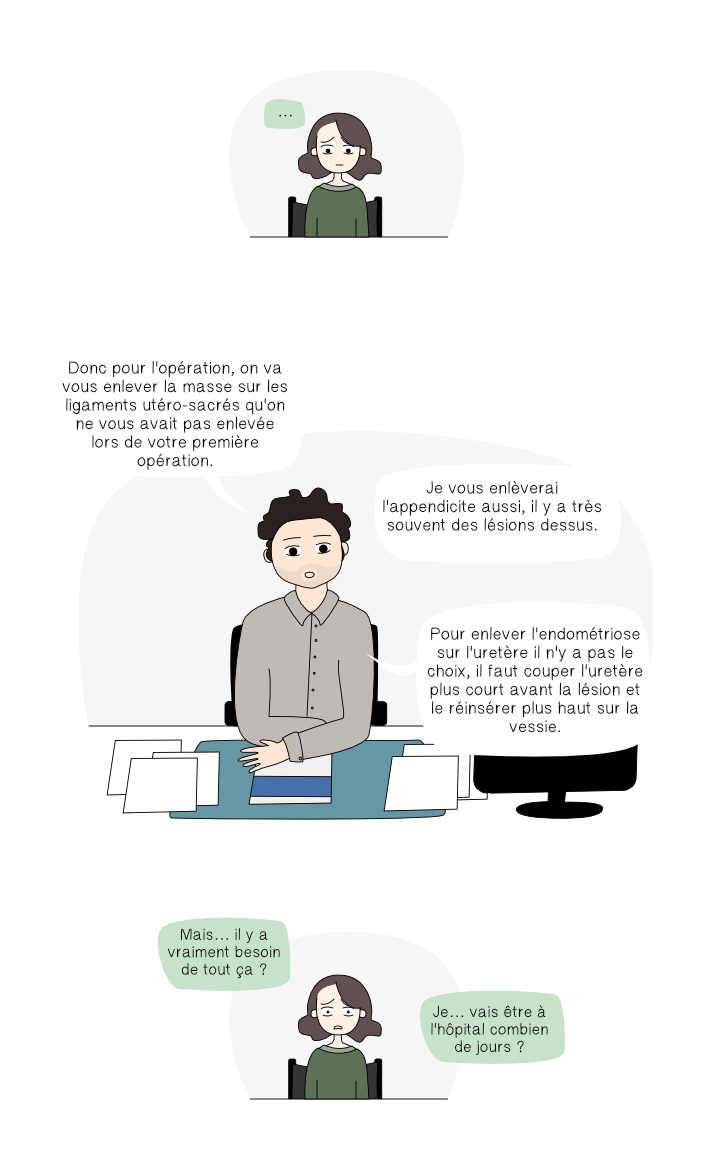 ...
Donc pour l'opération, on va
vous enlever la masse sur les
ligaments utéro-sacrés qu'on
ne vous avait pas enlevée
lors de votre première
opération.
Je vous enlèverai
l'appendicite aussi, il y a très
souvent des lésions dessus.
Pour enlever l'endométriose
sur l'uretère il n'y a pas le
choix, il faut couper l'uretère
plus court avant la lésion et
le réinsérer plus haut sur la
vessie.
Mais... il y a
vraiment besoin
de tout ça ?
Je... vais être à
l'hôpital combien
de jours ?